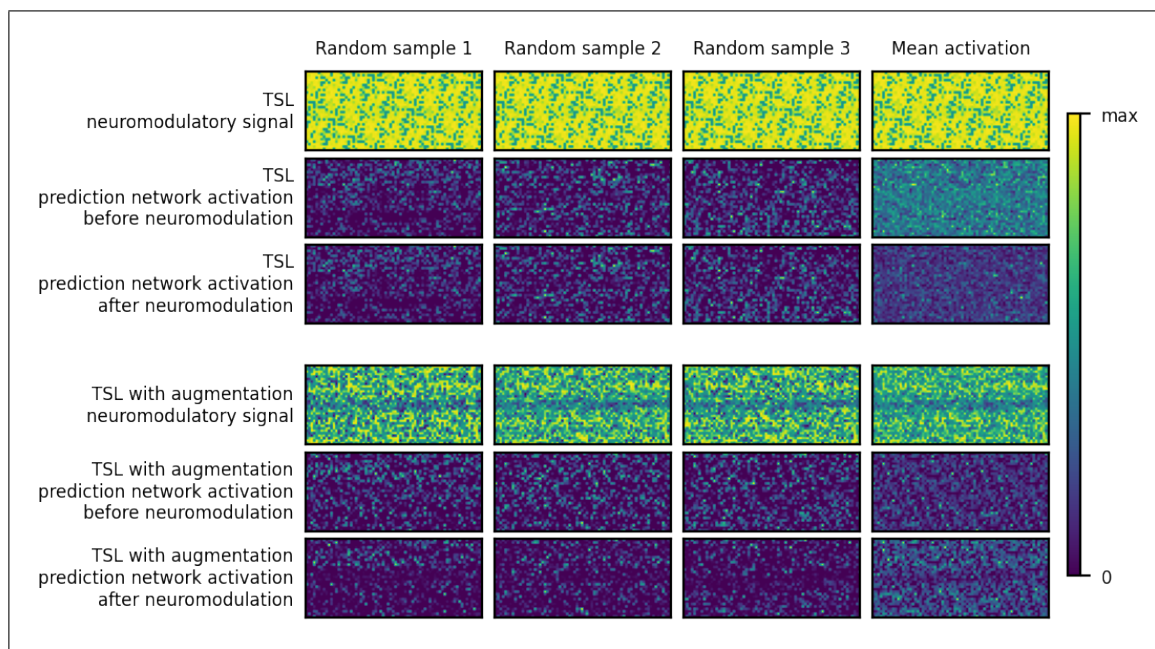 Random sample 1
Random sample 2
Random sample 3
Mean activation
TSL
neuromodulatory signal
max
TSL
prediction network activation
before neuromodulation
TSL
prediction network activation
after neuromodulation
TSL with augmentation
neuromodulatory signal
TSL with augmentation
prediction network activation
before neuromodulation
TSL with augmentation
prediction network activation
after neuromodulation
0